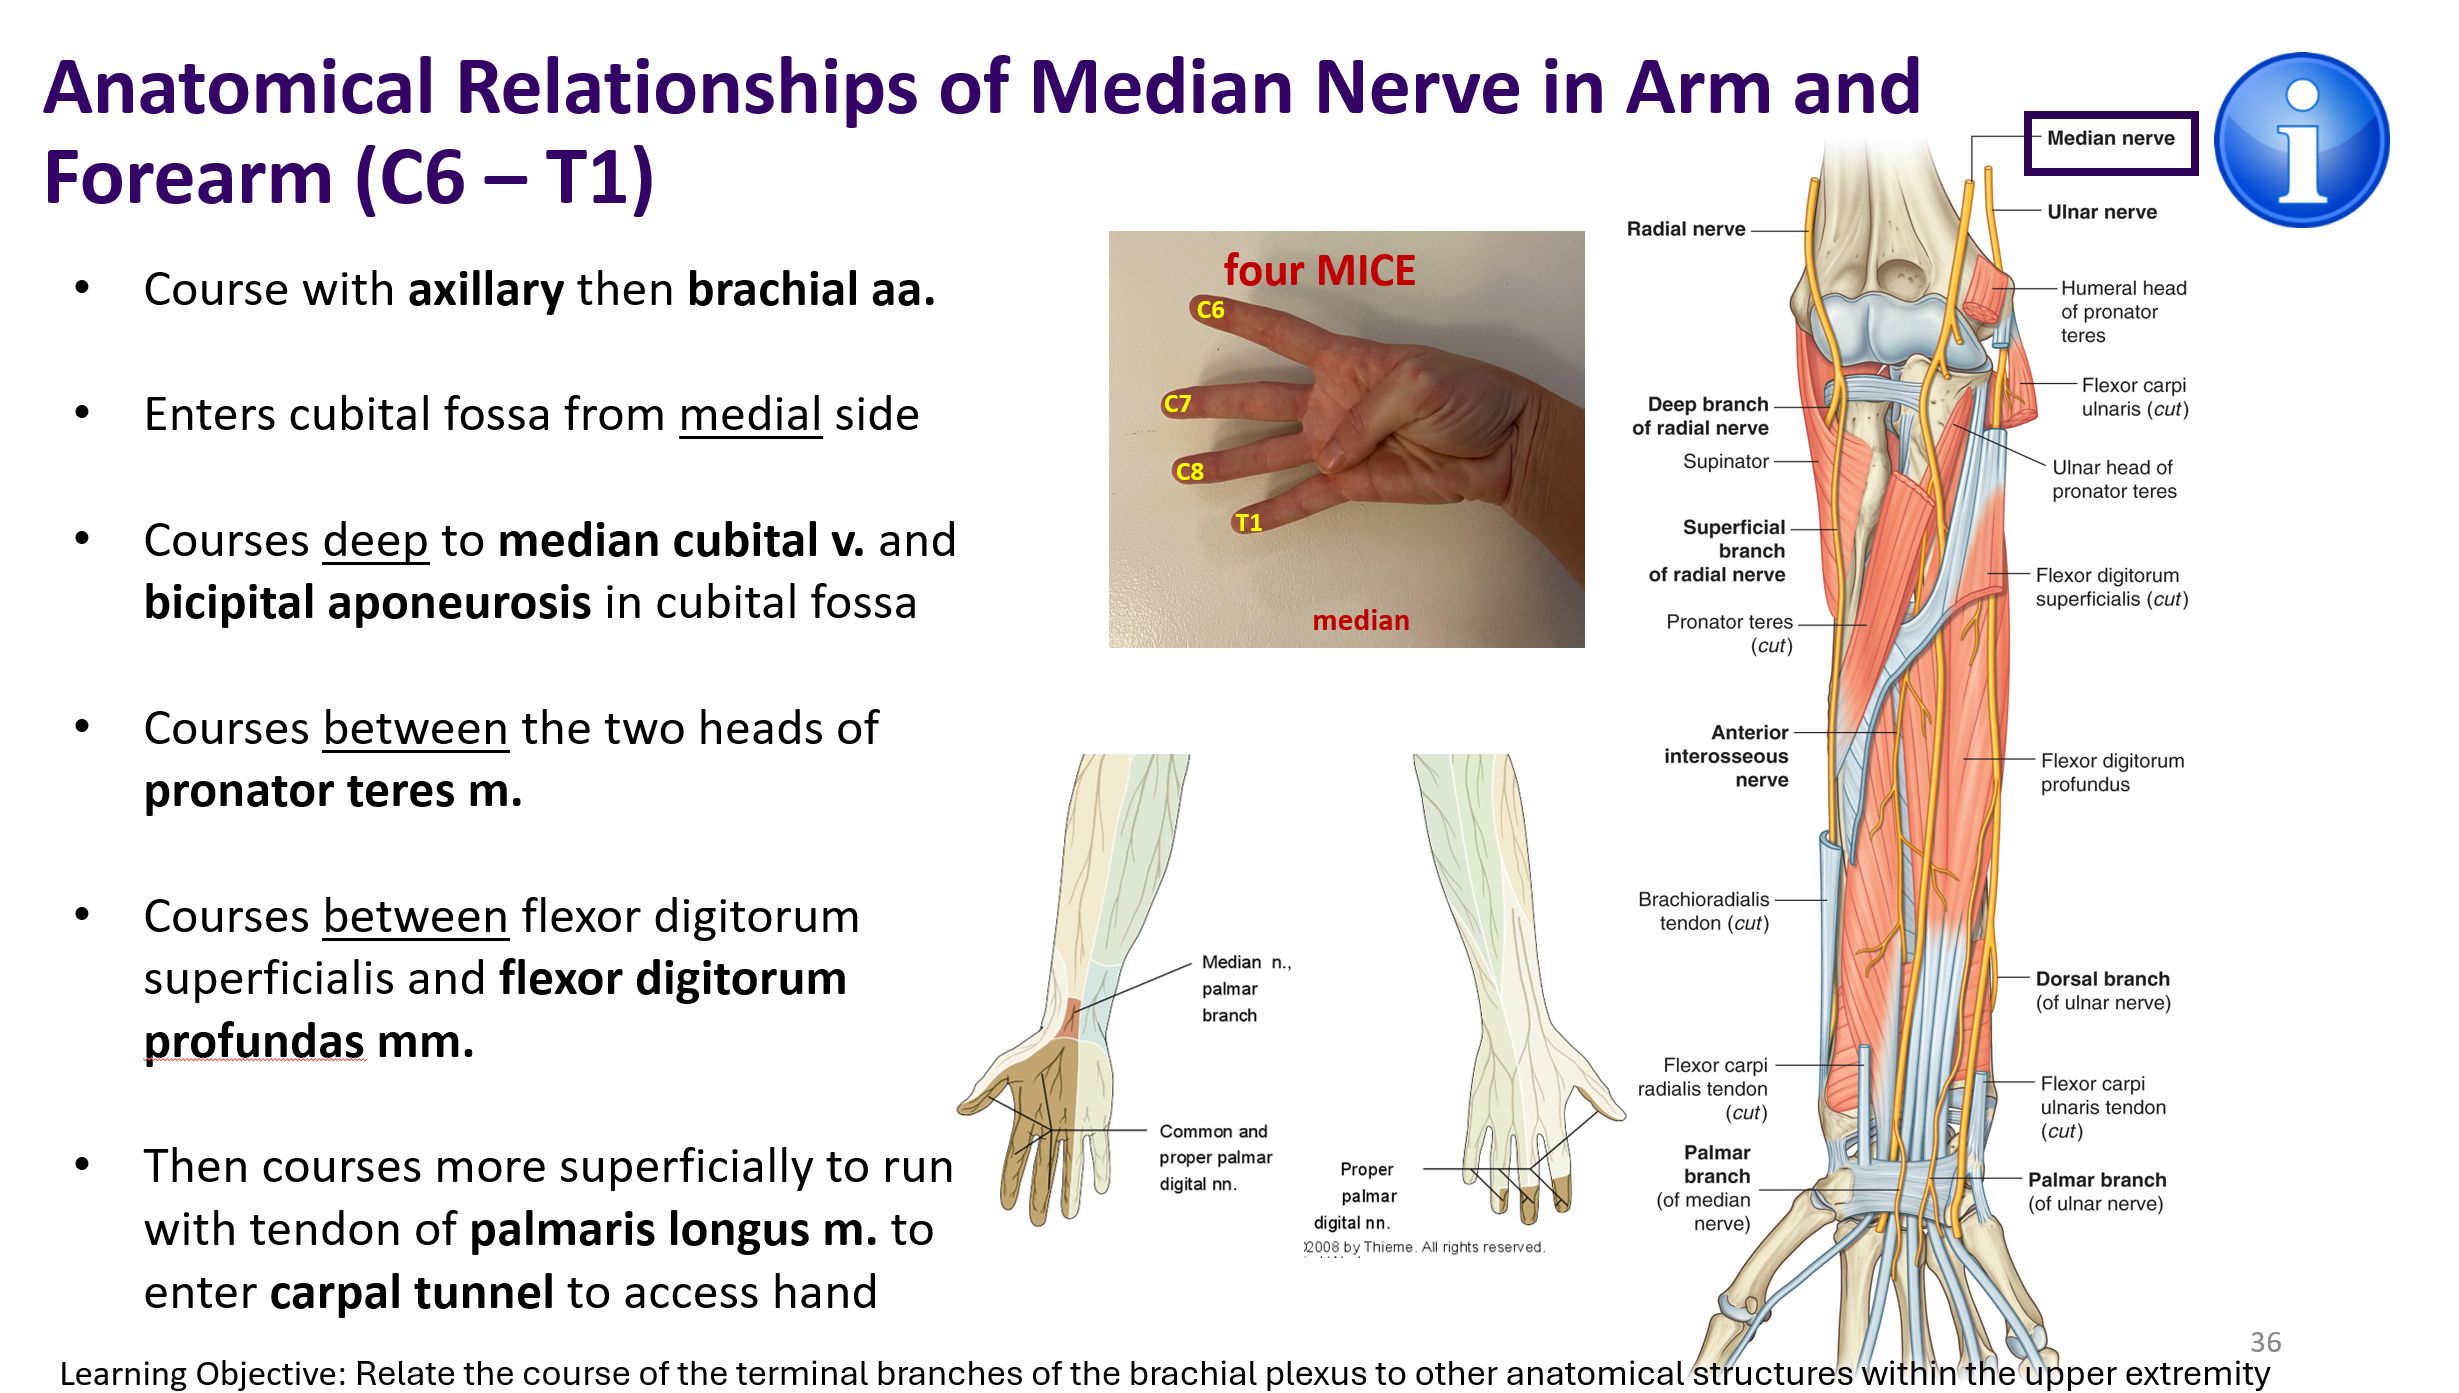 Anatomical Relationships of Median Nerve in Arm and
Forearm (C6 – T1)
• Course with axillary then brachial aa.
• Enters cubital fossa from medial side
• Courses deep to median cubital v. and
bicipital aponeurosis in cubital fossa
• Courses between the two heads of
pronator teres m.
• Courses between flexor digitorum
superficialis and flexor digitorum
profundas mm.
• Then courses more superficially to run
with tendon of palmaris longus m. to
enter carpal tunnel to access hand
four MICE
C6
C7
C8
T1
median
Median n.,
palmar
branch
Common and
proper palmar
digital nn.
Proper
palmar
digital nn.
2008 by Thieme. All rights reserved.
Median nerve
i
Ulnar nerve
Radial nerve
Humeral head
of pronator
teres
Flexor carpi
ulnaris (cut)
Deep branch
of radial nerve
Supinator
Ulnar head of
pronator teres
Superficial
branch
of radial nerve
Flexor digitorum
superficialis (cut)
Pronator teres
(cut)
Anterior
interosseous
nerve
Flexor digitorum
profundus
Brachioradialis
tendon (cut)
Dorsal branch
(of ulnar nerve)
Flexor carpi
radialis tendon
(cut)
Flexor carpi
ulnaris tendon
(cut)
Palmar
branch
(of median
nerve)
Palmar branch
(of ulnar nerve)
36
Learning Objective: Relate the course of the terminal branches of the brachial plexus to other anatomical structures within the upper extremity